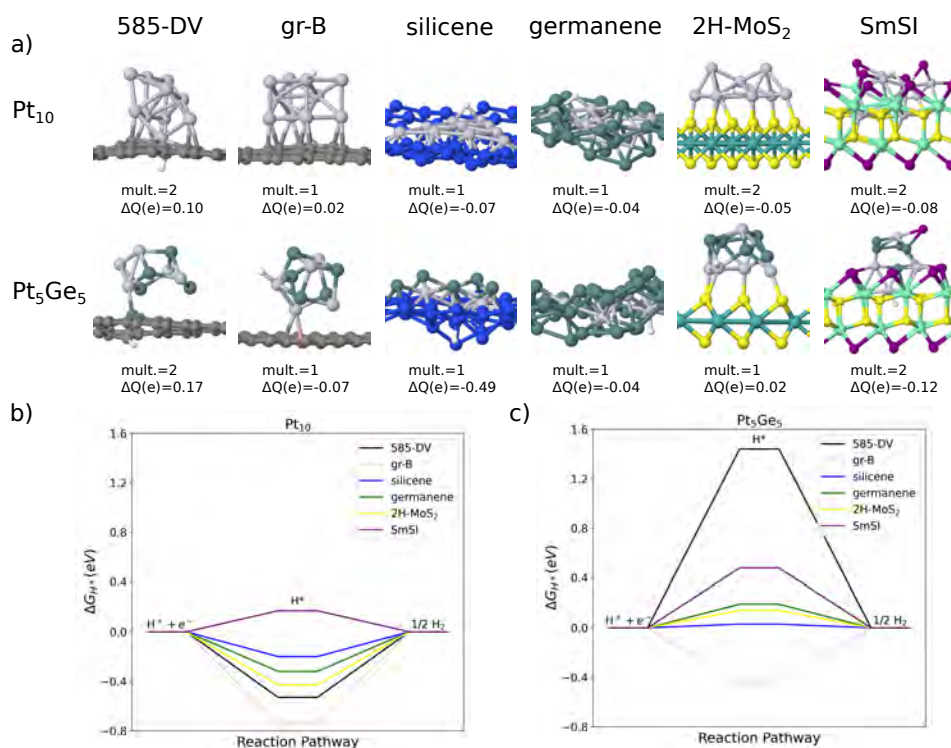 585-DV gr-B silicene germanene 2H-MoS₂ SmSI
a)
Pt₁₀
mult.=2 mult.=1 mult.=1 mult.=1 mult.=2 mult.=2
ΔQ(e)=0.10 ΔQ(e)=0.02 ΔQ(e)=-0.07 ΔQ(e)=-0.04 ΔQ(e)=-0.05 ΔQ(e)=-0.08
Pt₅Ge₅
mult.=2 mult.=1 mult.=1 mult.=1 mult.=1 mult.=2
ΔQ(e)=0.17 ΔQ(e)=-0.07 ΔQ(e)=-0.49 ΔQ(e)=-0.04 ΔQ(e)=0.02 ΔQ(e)=-0.12
b)
Pt₁₀
1.6
1.2
0.8
0.4
0.0
−0.4
−0.8
ΔG_H* (eV)
585-DV
gr-B
silicene
germanene
2H-MoS₂
SmSI
H*
H⁺ + e⁻
1/2 H₂
Reaction Pathway
c)
Pt₅Ge₅
1.6
1.2
0.8
0.4
0.0
−0.4
−0.8
ΔG_H* (eV)
H*
585-DV
gr-B
silicene
germanene
2H-MoS₂
SmSI
H⁺ + e⁻
1/2 H₂
Reaction Pathway